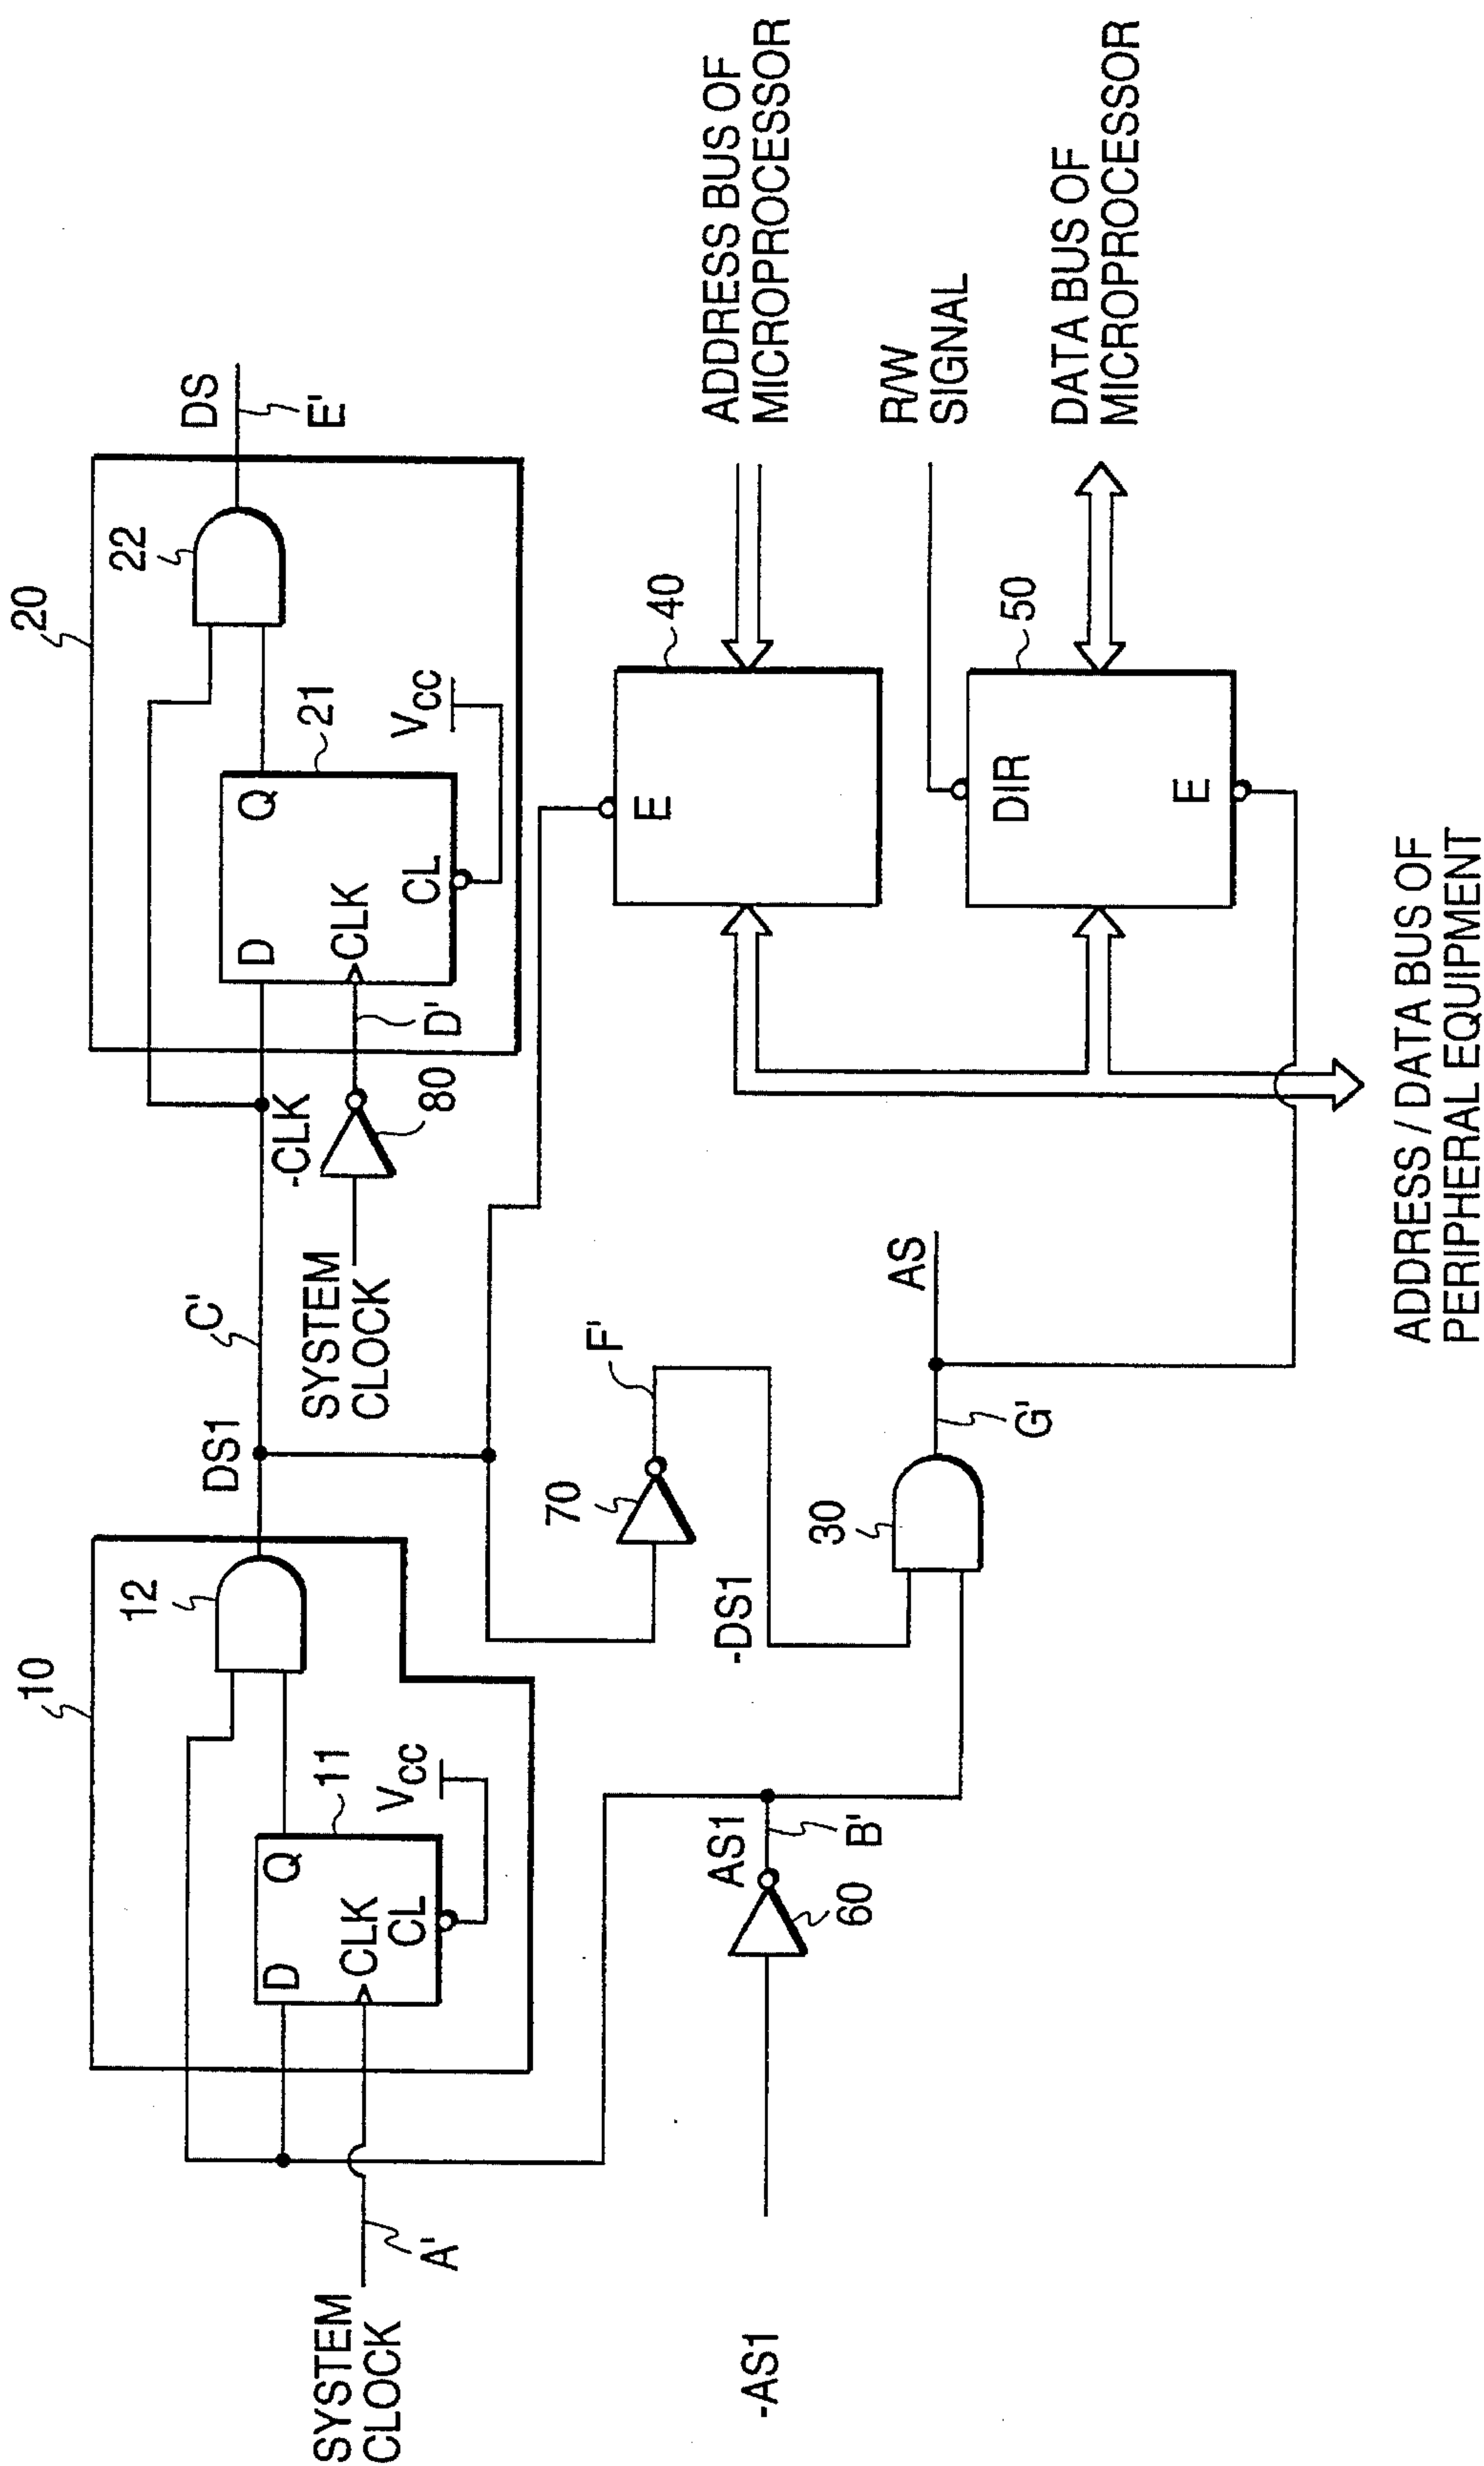 10
12
11
D
Q
CLK
CL
VCC
SYSTEM
CLOCK
A'
-AS1
AS1
60
B'
DS1
C'
70
F'
-DS1
30
G'
AS
SYSTEM
CLOCK
-CLK
80
D'
20
22
21
D
Q
CLK
CL
VCC
DS
E'
40
E
ADDRESS BUS OF
MICROPROCESSOR
R/W
SIGNAL
50
DIR
E
DATA BUS OF
MICROPROCESSOR
ADDRESS / DATA BUS OF
PERIPHERAL EQUIPMENT